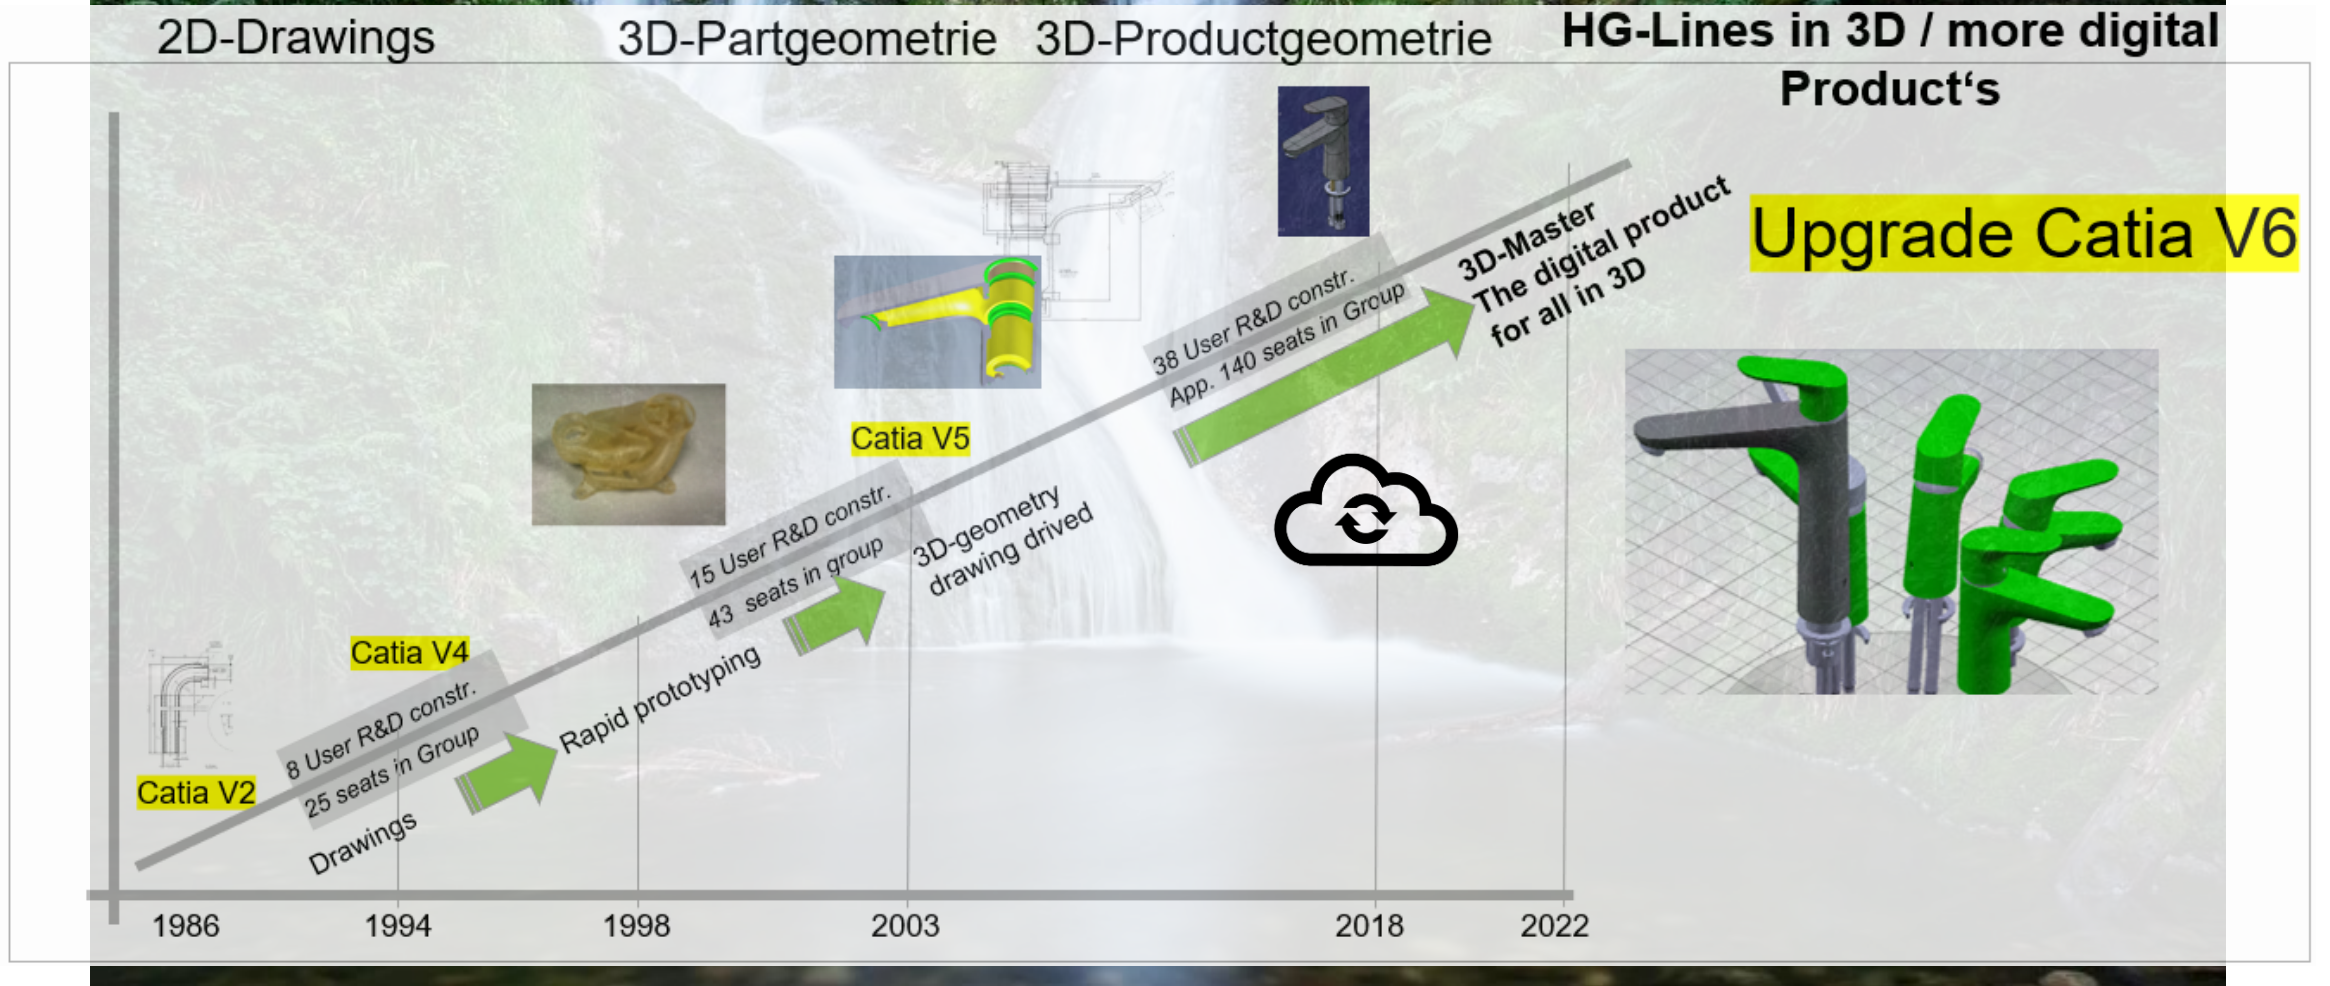 2D-Drawings
3D-Partgeometrie
3D-Productgeometrie
HG-Lines in 3D / more digital
Product‘s
Upgrade Catia V6
3D-Master
The digital product
for all in 3D
38 User R&D constr.
App. 140 seats in Group
Catia V5
15 User R&D constr.
43 seats in group
3D-geometry
drawing drived
Catia V4
8 User R&D constr.
25 seats in Group
Rapid prototyping
Catia V2
Drawings
1986
1994
1998
2003
2018
2022